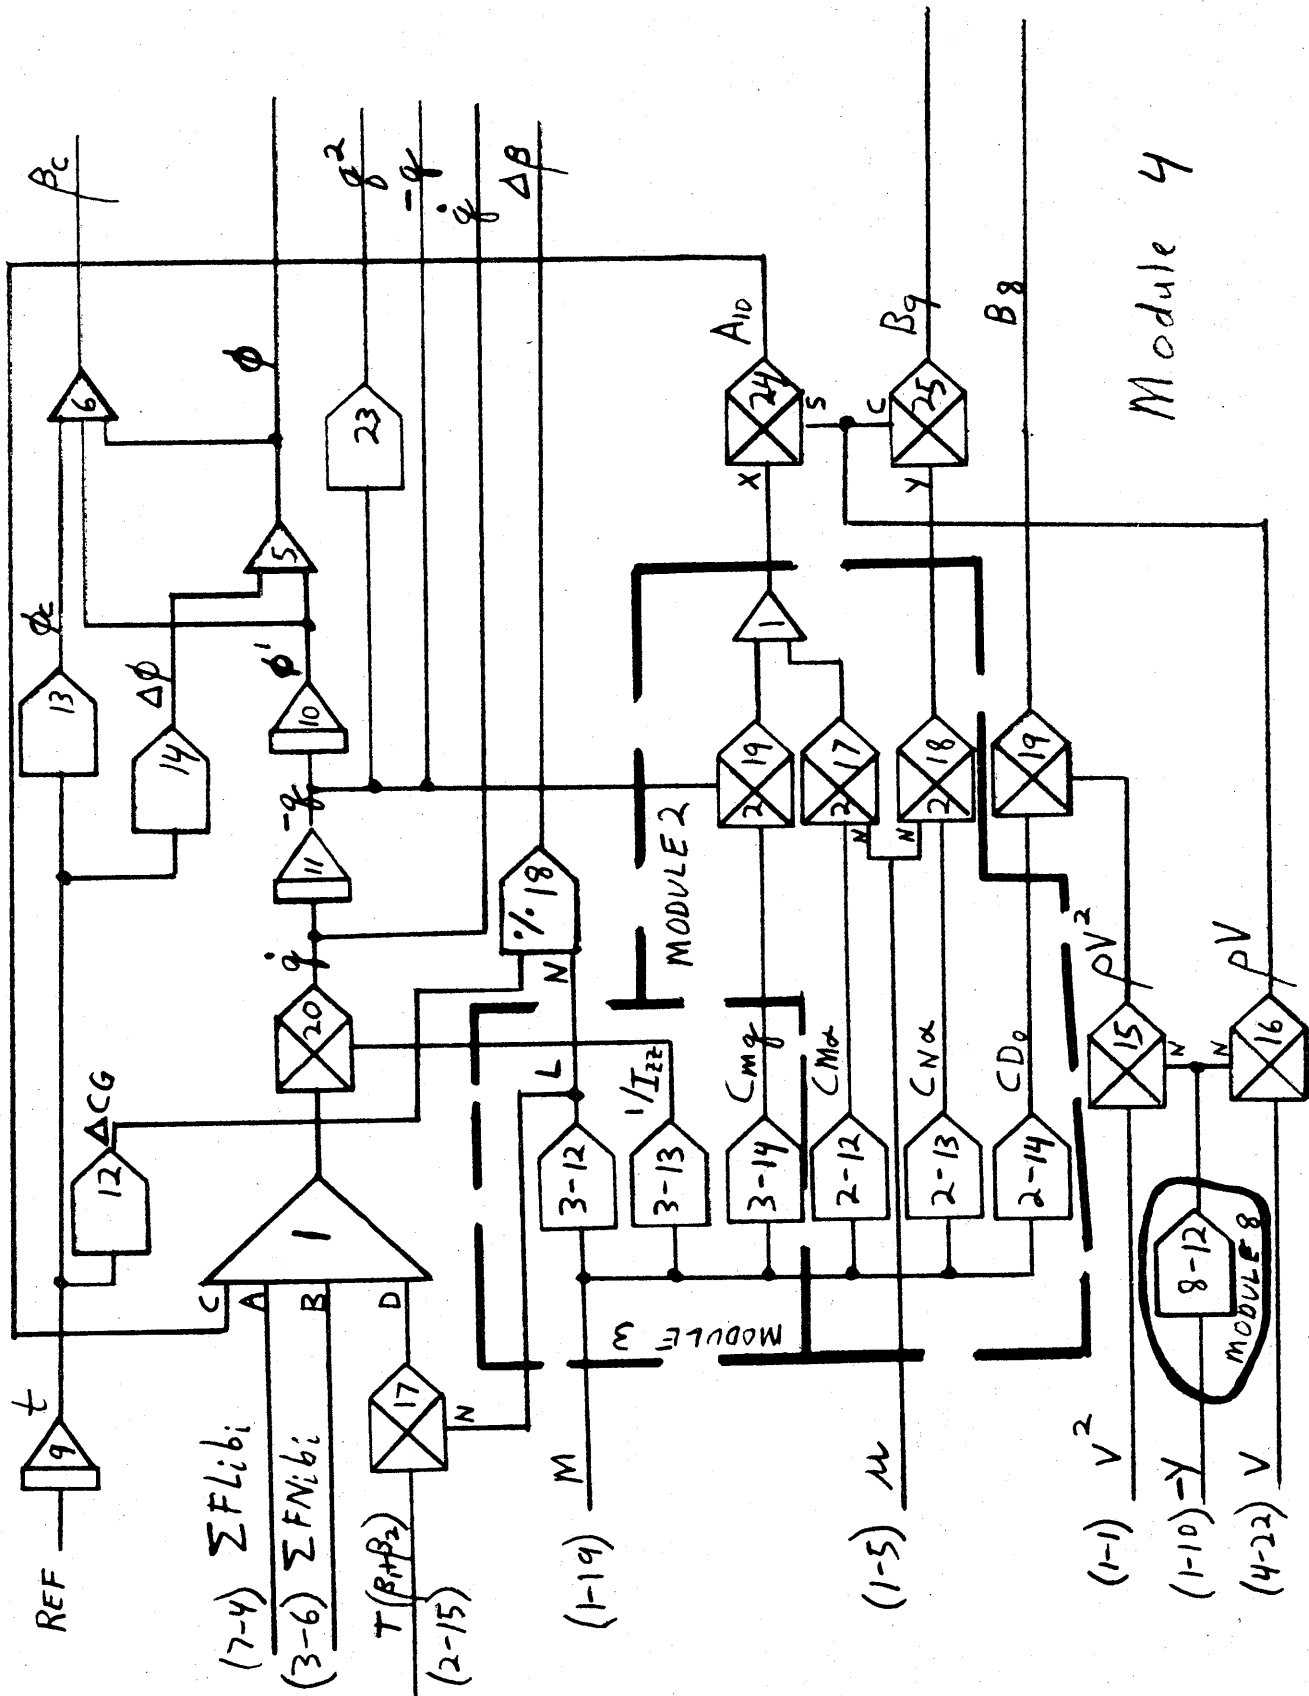 REF
t
9
12
ΔCG
13
ϕc
14
Δϕ
6
βc
(7-4) ΣFLibi
(3-6) ΣFNibi
T(β1+β2)
(2-15)
17
N
C
A
B
D
1
20
q̇
11
-q
10
ϕ'
5
ϕ
23
q²
-q
q̇
% 18
N
Δβ
(1-19)
M
3-12
L
3-13
1/Izz
MODULE 3
MODULE 2
3-14
Cmq
2-12
CMα
2-13
CNα
2-14
CD0
2 19
2 17
N
2 18
N
19
1
X
24
S
A10
Y
25
C
B9
B8
(1-5)
μ
(1-1) V²
15
N
ρV²
(1-10) -Y
8-12
MODULE 8
(4-22) V
16
N
ρV
Module 4